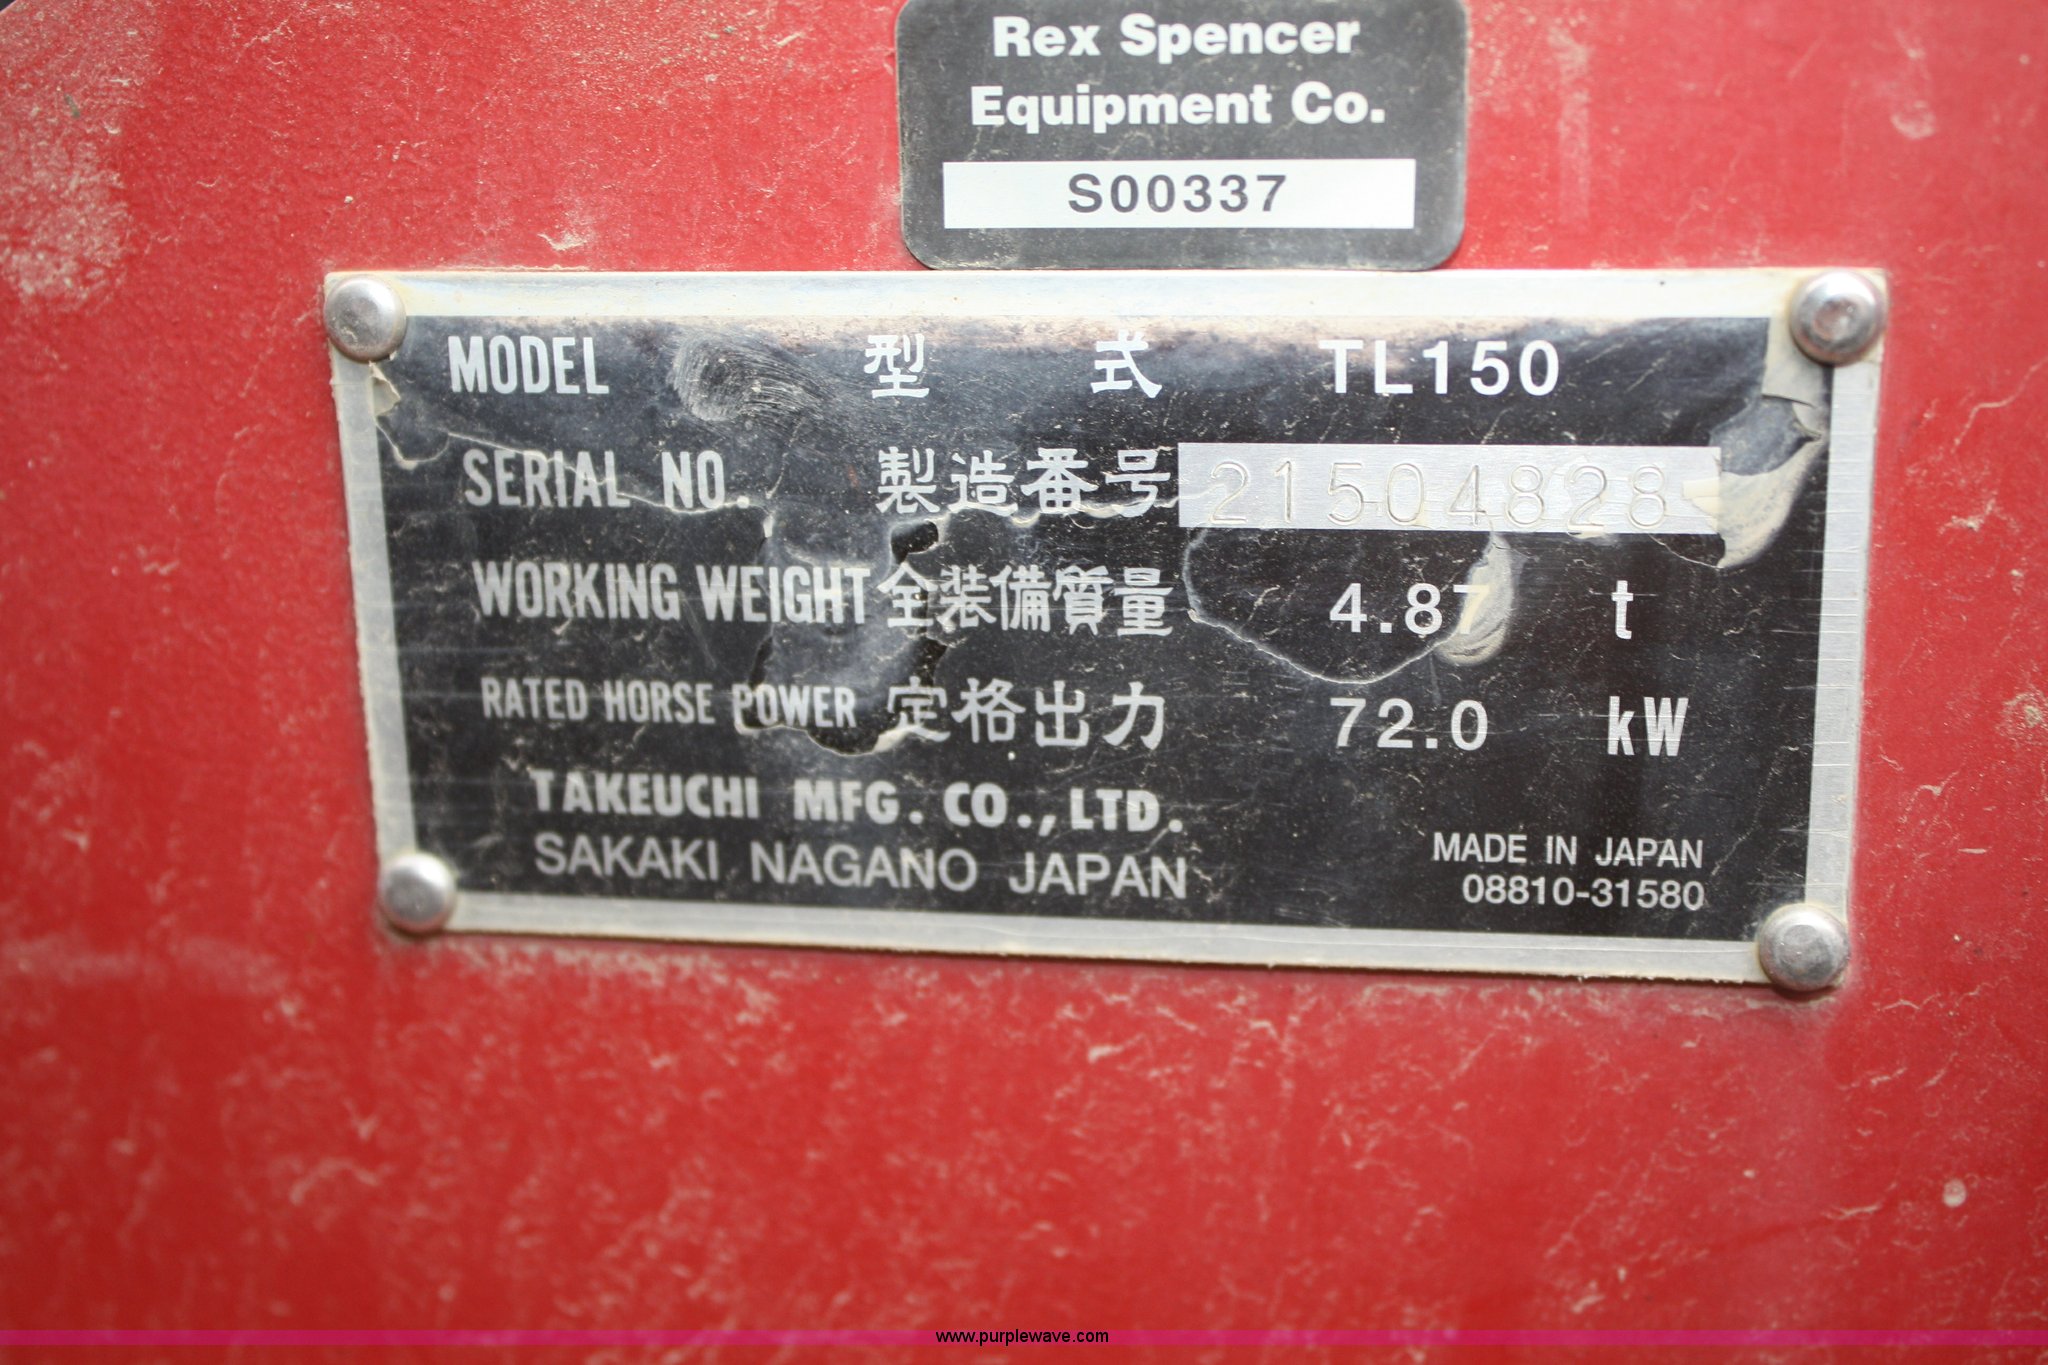 Rex Spencer
Equipment Co.
S00337
MODEL 型 式 TL150
SERIAL NO. 製造番号 21504828
WORKING WEIGHT 全装備質量 4.87 t
RATED HORSE POWER 定格出力 72.0 kW
TAKEUCHI MFG. CO., LTD.
SAKAKI NAGANO JAPAN
MADE IN JAPAN
08810-31580
www.purplewave.com